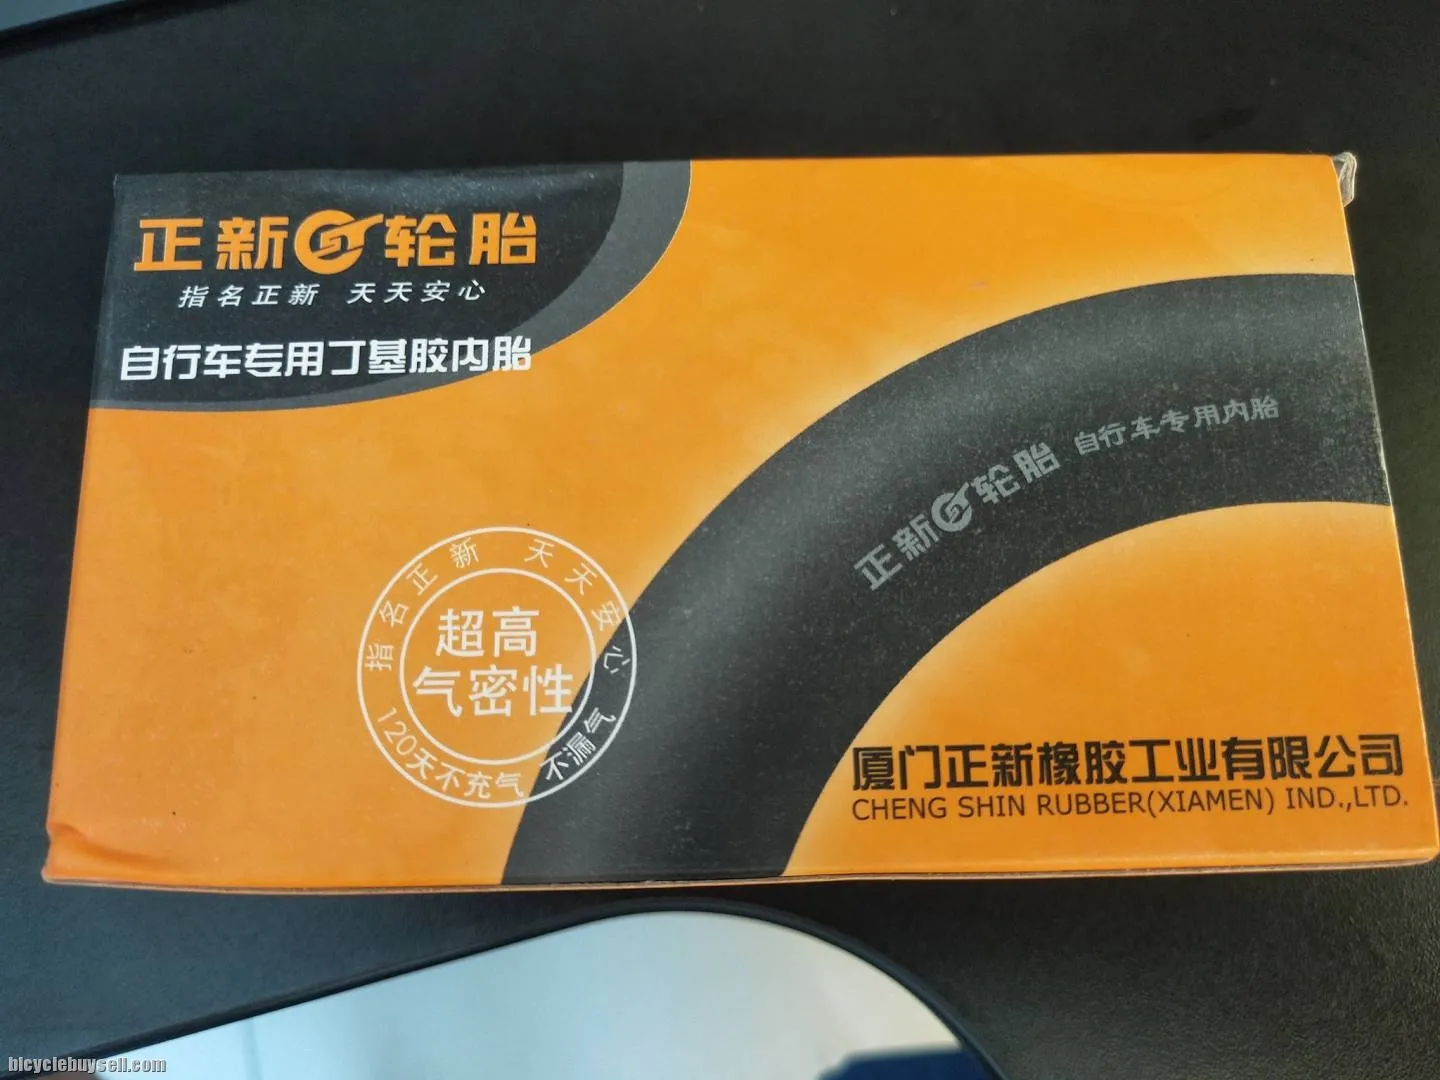 正新轮胎
指名正新 天天安心
自行车专用丁基胶内胎
正新轮胎 自行车专用内胎
指名正新 天天安心
超高
气密性
120天不充气 不漏气
厦门正新橡胶工业有限公司
CHENG SHIN RUBBER(XIAMEN) IND.,LTD.
bicyclebuysell.com